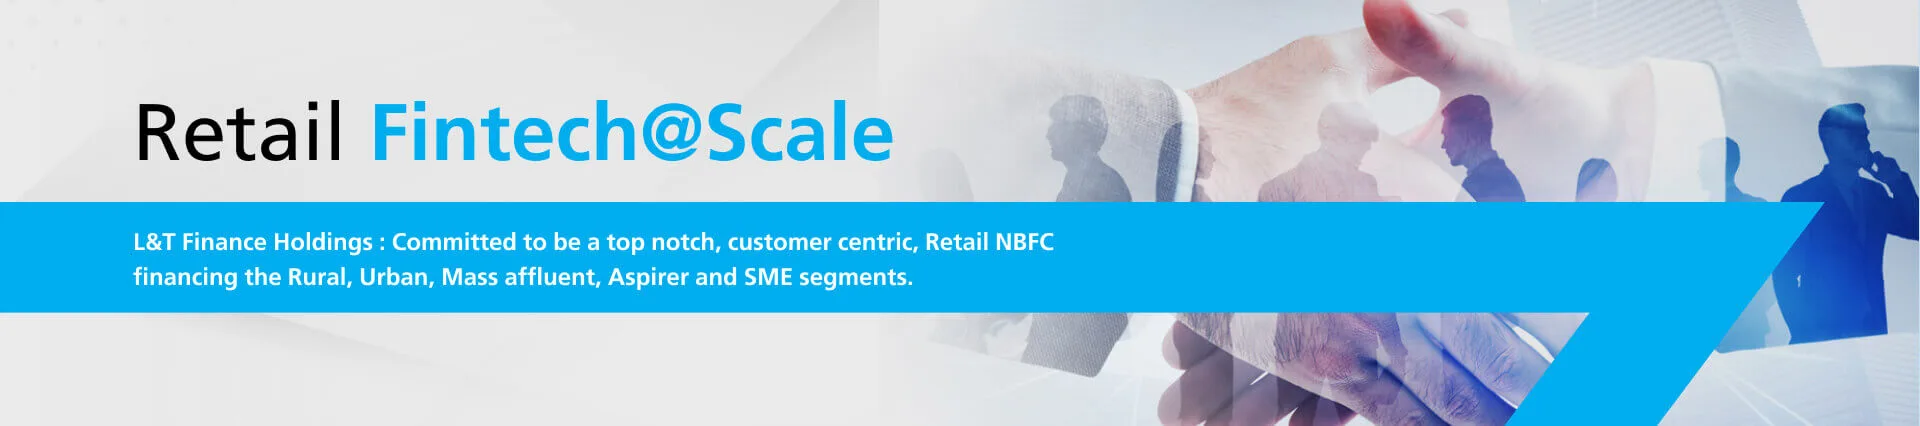 Retail Fintech@Scale
L&T Finance Holdings : Committed to be a top notch, customer centric, Retail NBFC
financing the Rural, Urban, Mass affluent, Aspirer and SME segments.